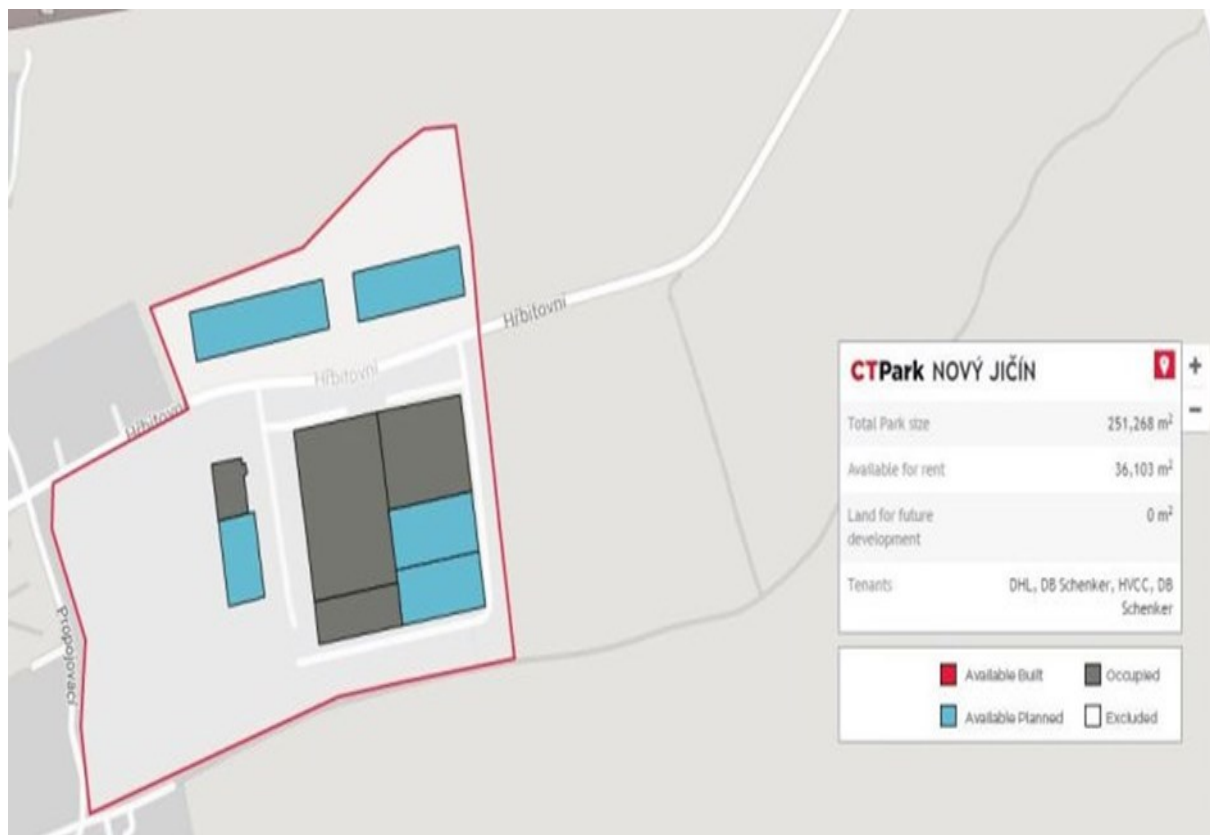 Hřbitovní
Hřbitovní
Hřbitovní
Propojovací
CTPark NOVÝ JIČÍN
+
−
Total Park size 251,268 m²
Available for rent 36,103 m²
Land for future development 0 m²
Tenants DHL, DB Schenker, HVCC, DB Schenker
Available Built Occupied
Available Planned Excluded